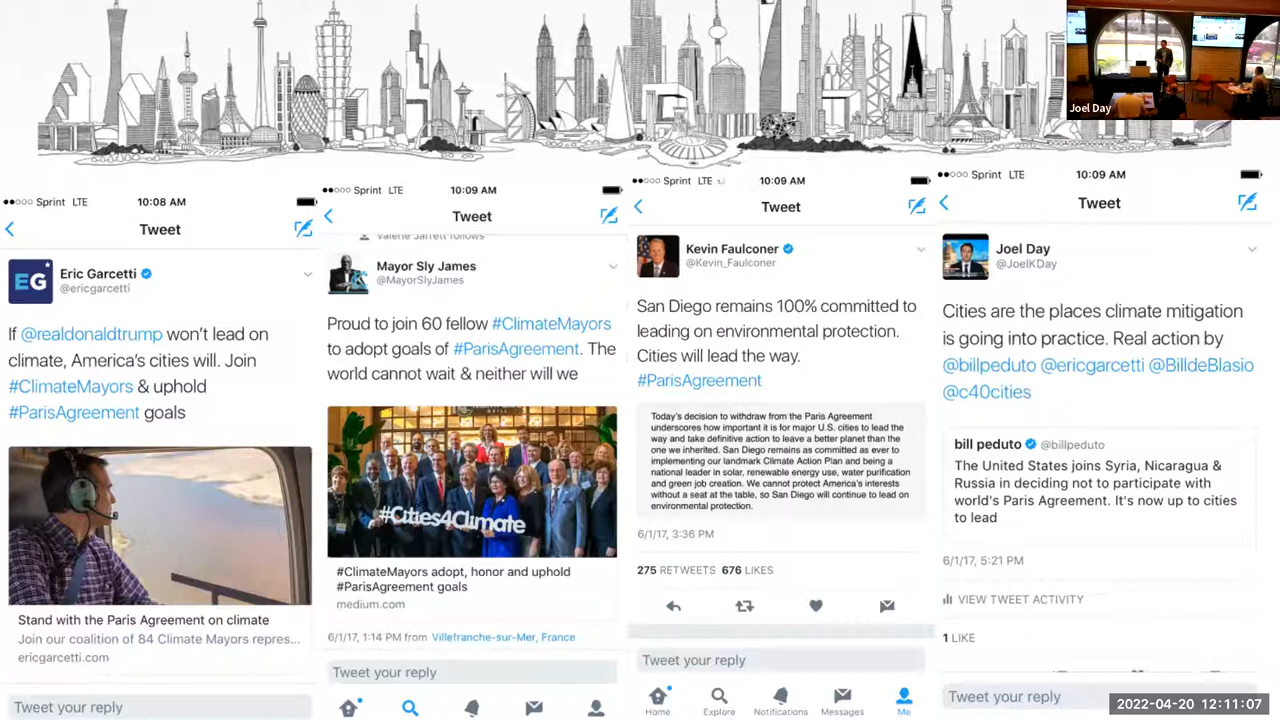 Joel Day
●●○○○ Sprint LTE 10:08 AM
Tweet
EG
Eric Garcetti
@ericgarcetti
If @realdonaldtrump won't lead on
climate, America's cities will. Join
#ClimateMayors & uphold
#ParisAgreement goals
Stand with the Paris Agreement on climate
Join our coalition of 84 Climate Mayors repres...
ericgarcetti.com
Tweet your reply
●●○○○ Sprint LTE 10:09 AM
Tweet
Valerie Jarrett follows
Mayor Sly James
@MayorSlyJames
Proud to join 60 fellow #ClimateMayors
to adopt goals of #ParisAgreement. The
world cannot wait & neither will we
#Cities4Climate
#ClimateMayors adopt, honor and uphold
#ParisAgreement goals
medium.com
6/1/17, 1:14 PM from Villefranche-sur-Mer, France
Tweet your reply
●●○○○ Sprint LTE 10:09 AM
Tweet
Kevin Faulconer
@Kevin_Faulconer
San Diego remains 100% committed to
leading on environmental protection.
Cities will lead the way.
#ParisAgreement
Today's decision to withdraw from the Paris Agreement
underscores how important it is for major U.S. cities to lead the
way and take definitive action to leave a better planet than the
one we inherited. San Diego remains as committed as ever to
implementing our landmark Climate Action Plan and being a
national leader in solar, renewable energy use, water purification
and green job creation. We cannot protect America's interests
without a seat at the table, so San Diego will continue to lead on
environmental protection.
6/1/17, 3:36 PM
275 RETWEETS 676 LIKES
Tweet your reply
Home Explore Notifications Messages Me
●●○○○ Sprint LTE 10:09 AM
Tweet
Joel Day
@JoelKDay
Cities are the places climate mitigation
is going into practice. Real action by
@billpeduto @ericgarcetti @BilldeBlasio
@c40cities
bill peduto @billpeduto
The United States joins Syria, Nicaragua &
Russia in deciding not to participate with
world's Paris Agreement. It's now up to cities
to lead
6/1/17, 5:21 PM
VIEW TWEET ACTIVITY
1 LIKE
Tweet your reply
2022-04-20 12:11:07